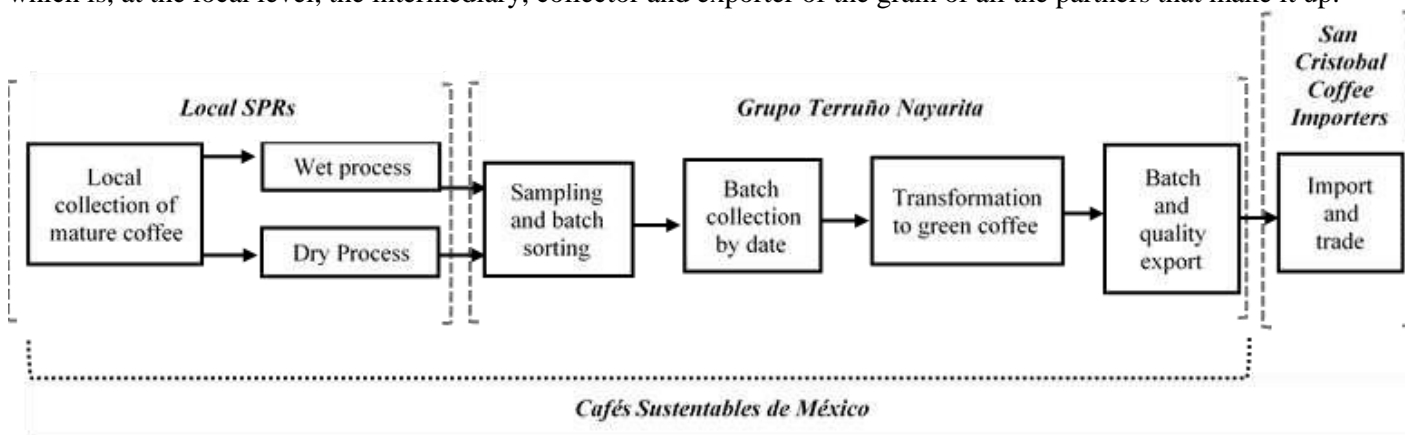 which is, at the local level, the intermediary, collector and exporter of the grain of all the partners that make it up.
San
Cristobal
Coffee
Importers
Local SPRs
Grupo Terruño Nayarita
Local
collection of
mature coffee
Wet process
Dry Process
Sampling
and batch
sorting
Batch
collection
by date
Transformation
to green coffee
Batch
and
quality
export
Import
and
trade
Cafés Sustentables de México